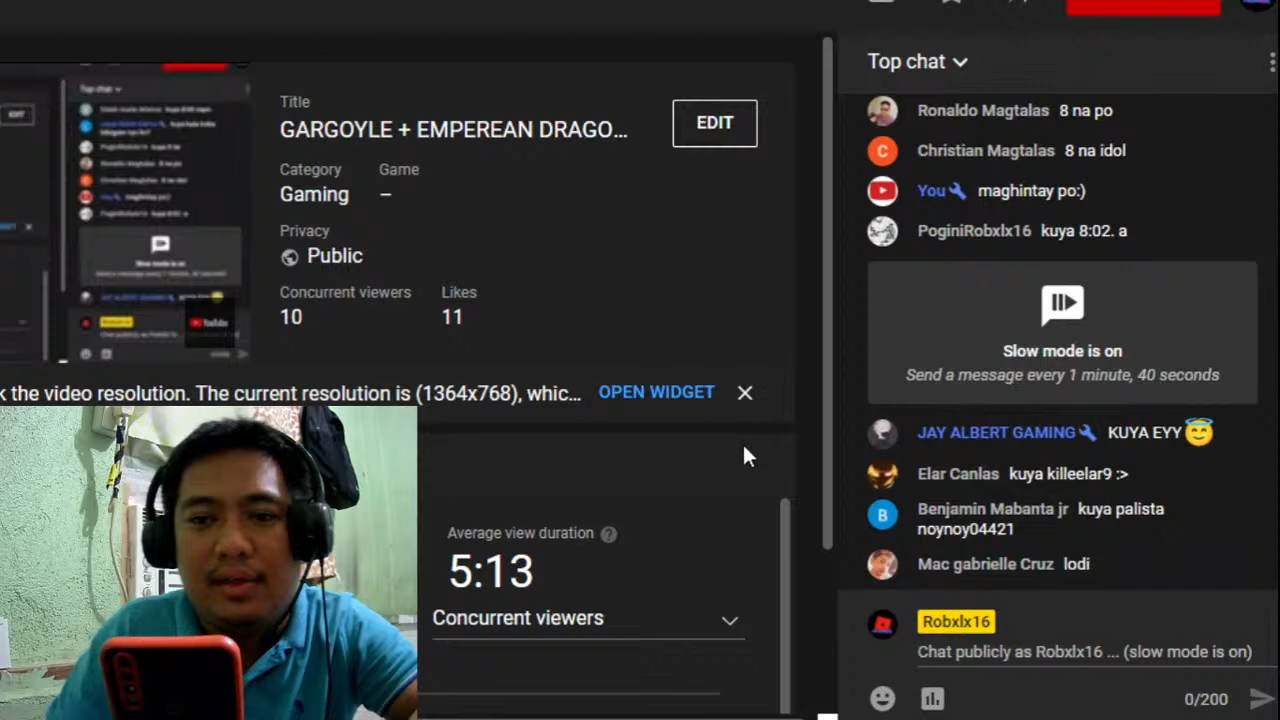 Top chat
Title
GARGOYLE + EMPEREAN DRAGO...
EDIT
Category
Game
Gaming
–
Privacy
Public
Concurrent viewers
Likes
10
11
k the video resolution. The current resolution is (1364x768), whic...
OPEN WIDGET
Average view duration
5:13
Concurrent viewers
Ronaldo Magtalas 8 na po
Christian Magtalas 8 na idol
You maghintay po:)
PoginiRobxlx16 kuya 8:02. a
Slow mode is on
Send a message every 1 minute, 40 seconds
JAY ALBERT GAMING KUYA EYY
Elar Canlas kuya killeelar9 :>
Benjamin Mabanta jr kuya palista
noynoy04421
Mac gabrielle Cruz lodi
Robxlx16
Chat publicly as Robxlx16 ... (slow mode is on)
0/200